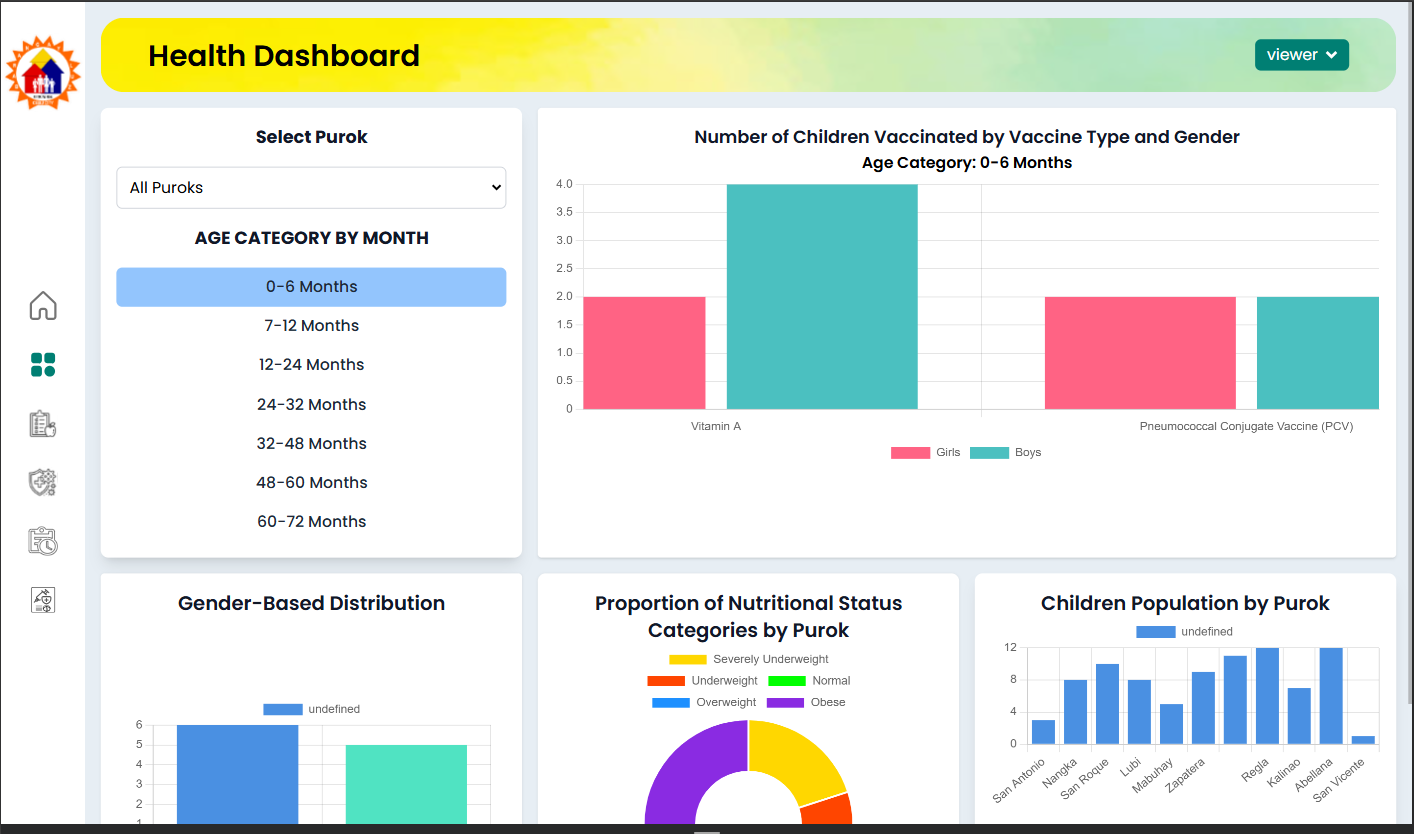 Health Dashboard
viewer
Select Purok
All Puroks
AGE CATEGORY BY MONTH
0-6 Months
7-12 Months
12-24 Months
24-32 Months
32-48 Months
48-60 Months
60-72 Months
Number of Children Vaccinated by Vaccine Type and Gender
Age Category: 0-6 Months
4.0
3.5
3.0
2.5
2.0
1.5
1.0
0.5
0
Vitamin A
Pneumococcal Conjugate Vaccine (PCV)
Girls
Boys
Gender-Based Distribution
undefined
6
5
4
3
2
1
Proportion of Nutritional Status
Categories by Purok
Severely Underweight
Underweight
Normal
Overweight
Obese
Children Population by Purok
undefined
12
8
4
0
San Antonio
Nangka
San Roque
Lubi
Mabuhay
Zapatera
Regla
Kalinao
Abellana
San Vicente